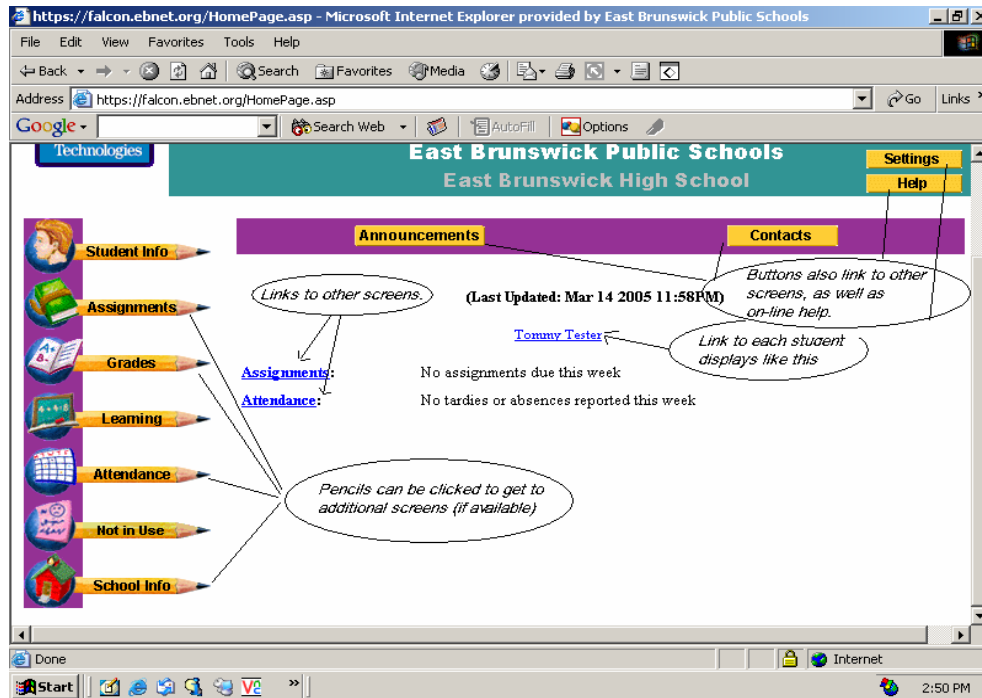 https://falcon.ebnet.org/HomePage.asp - Microsoft Internet Explorer provided by East Brunswick Public Schools
File Edit View Favorites Tools Help
Back Search Favorites Media
Address https://falcon.ebnet.org/HomePage.asp Go Links »
Google Search Web AutoFill Options
Technologies
East Brunswick Public Schools
East Brunswick High School
Settings
Help
Announcements Contacts
Student Info
Assignments
Grades
Learning
Attendance
Not in Use
School Info
Links to other screens.
(Last Updated: Mar 14 2005 11:58PM)
Buttons also link to other
screens, as well as
on-line help.
Tommy Tester
Link to each student
displays like this
Assignments: No assignments due this week
Attendance: No tardies or absences reported this week
Pencils can be clicked to get to
additional screens (if available)
Done Internet
Start » 2:50 PM